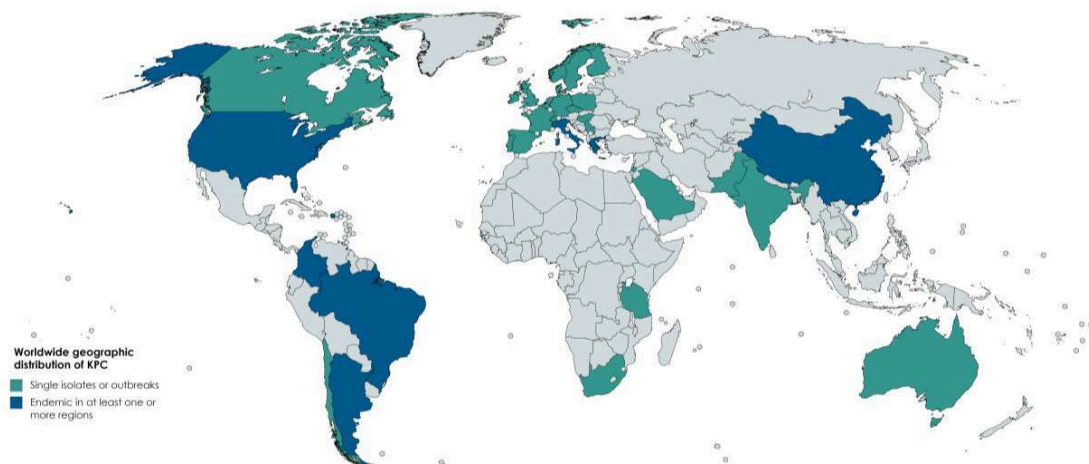 Worldwide geographic
distribution of KPC
Single isolates or outbreaks
Endemic in at least one or
more regions